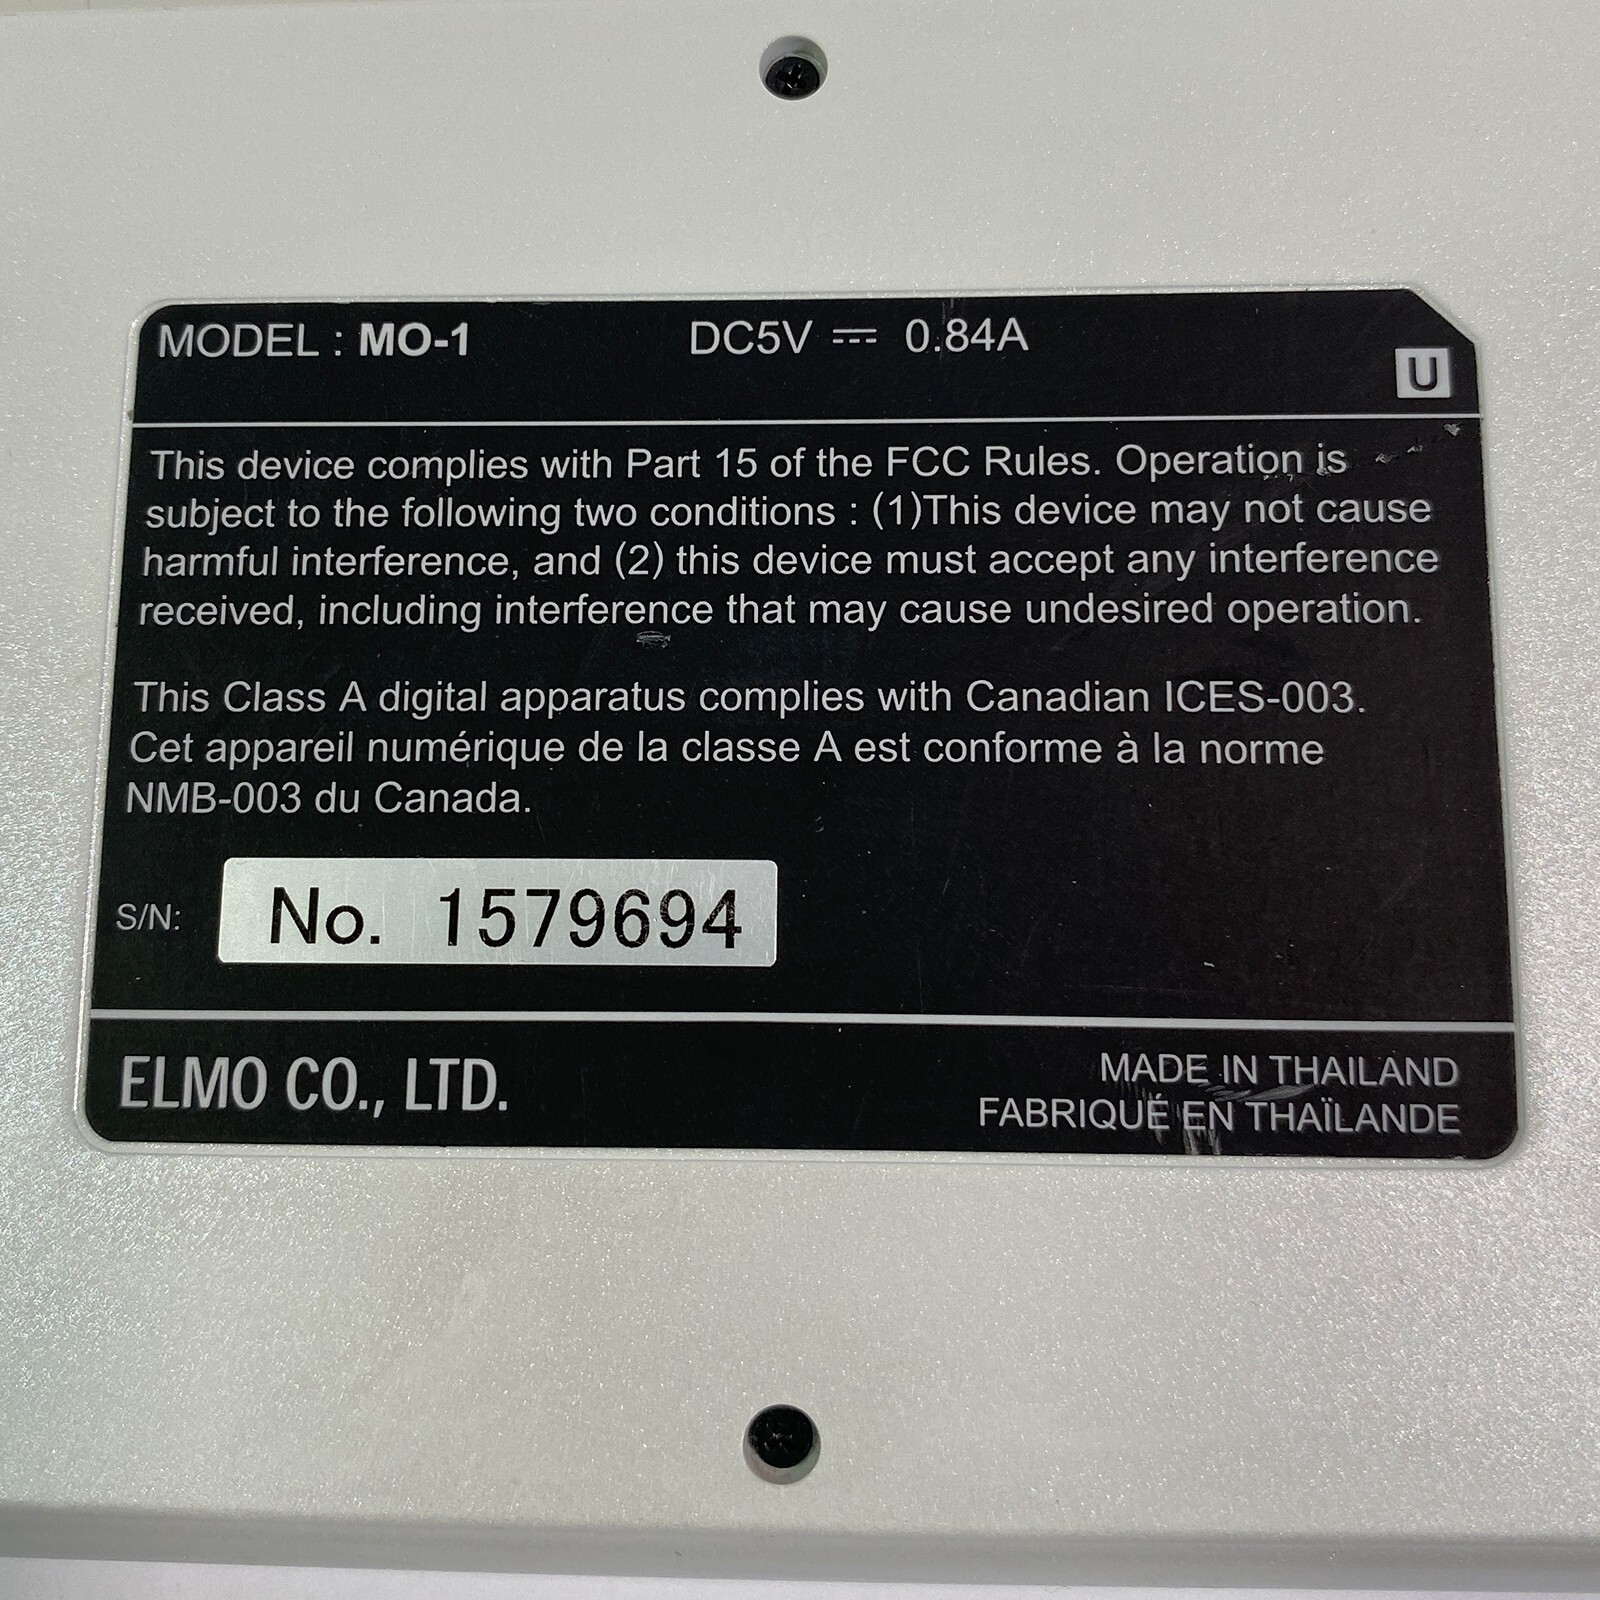 MODEL : MO-1 DC5V ⎓ 0.84A
U
This device complies with Part 15 of the FCC Rules. Operation is
subject to the following two conditions : (1)This device may not cause
harmful interference, and (2) this device must accept any interference
received, including interference that may cause undesired operation.
This Class A digital apparatus complies with Canadian ICES-003.
Cet appareil numérique de la classe A est conforme à la norme
NMB-003 du Canada.
S/N: No. 1579694
ELMO CO., LTD.
MADE IN THAILAND
FABRIQUÉ EN THAÏLANDE